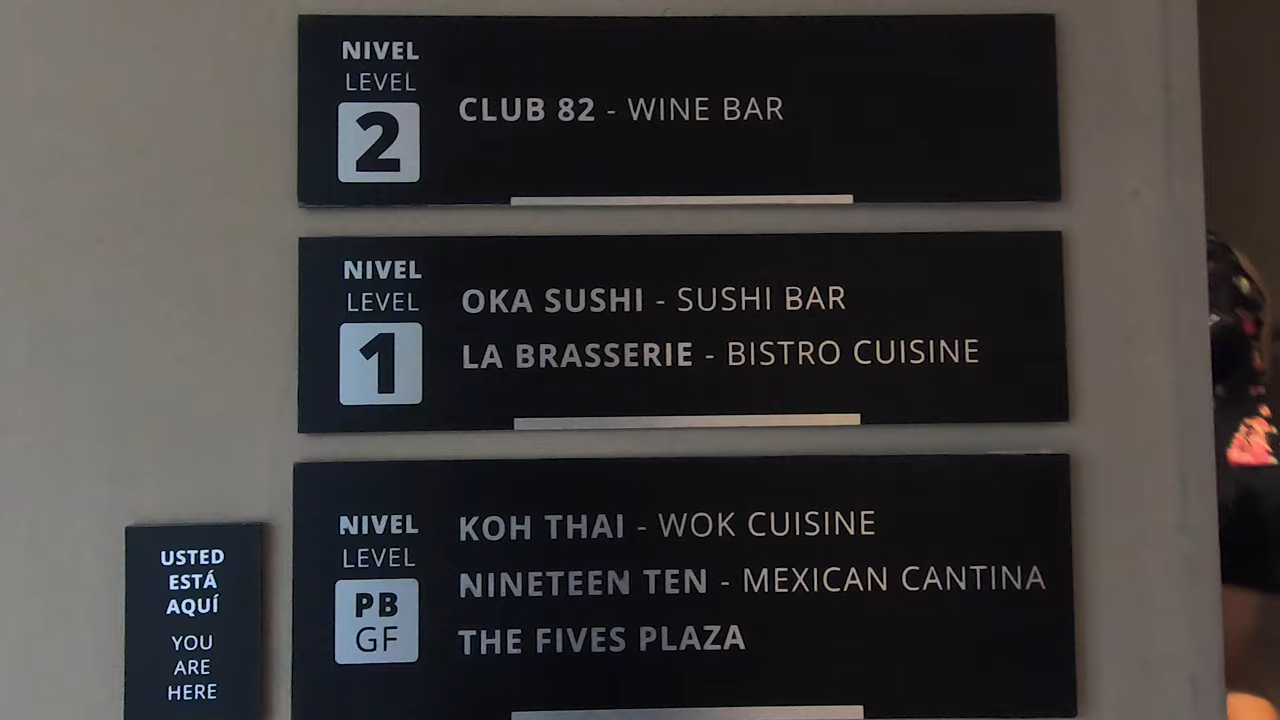 NIVEL
LEVEL
2
CLUB 82 - WINE BAR
NIVEL
LEVEL
1
OKA SUSHI - SUSHI BAR
LA BRASSERIE - BISTRO CUISINE
NIVEL
LEVEL
PB
GF
KOH THAI - WOK CUISINE
NINETEEN TEN - MEXICAN CANTINA
THE FIVES PLAZA
USTED
ESTÁ
AQUÍ
YOU
ARE
HERE